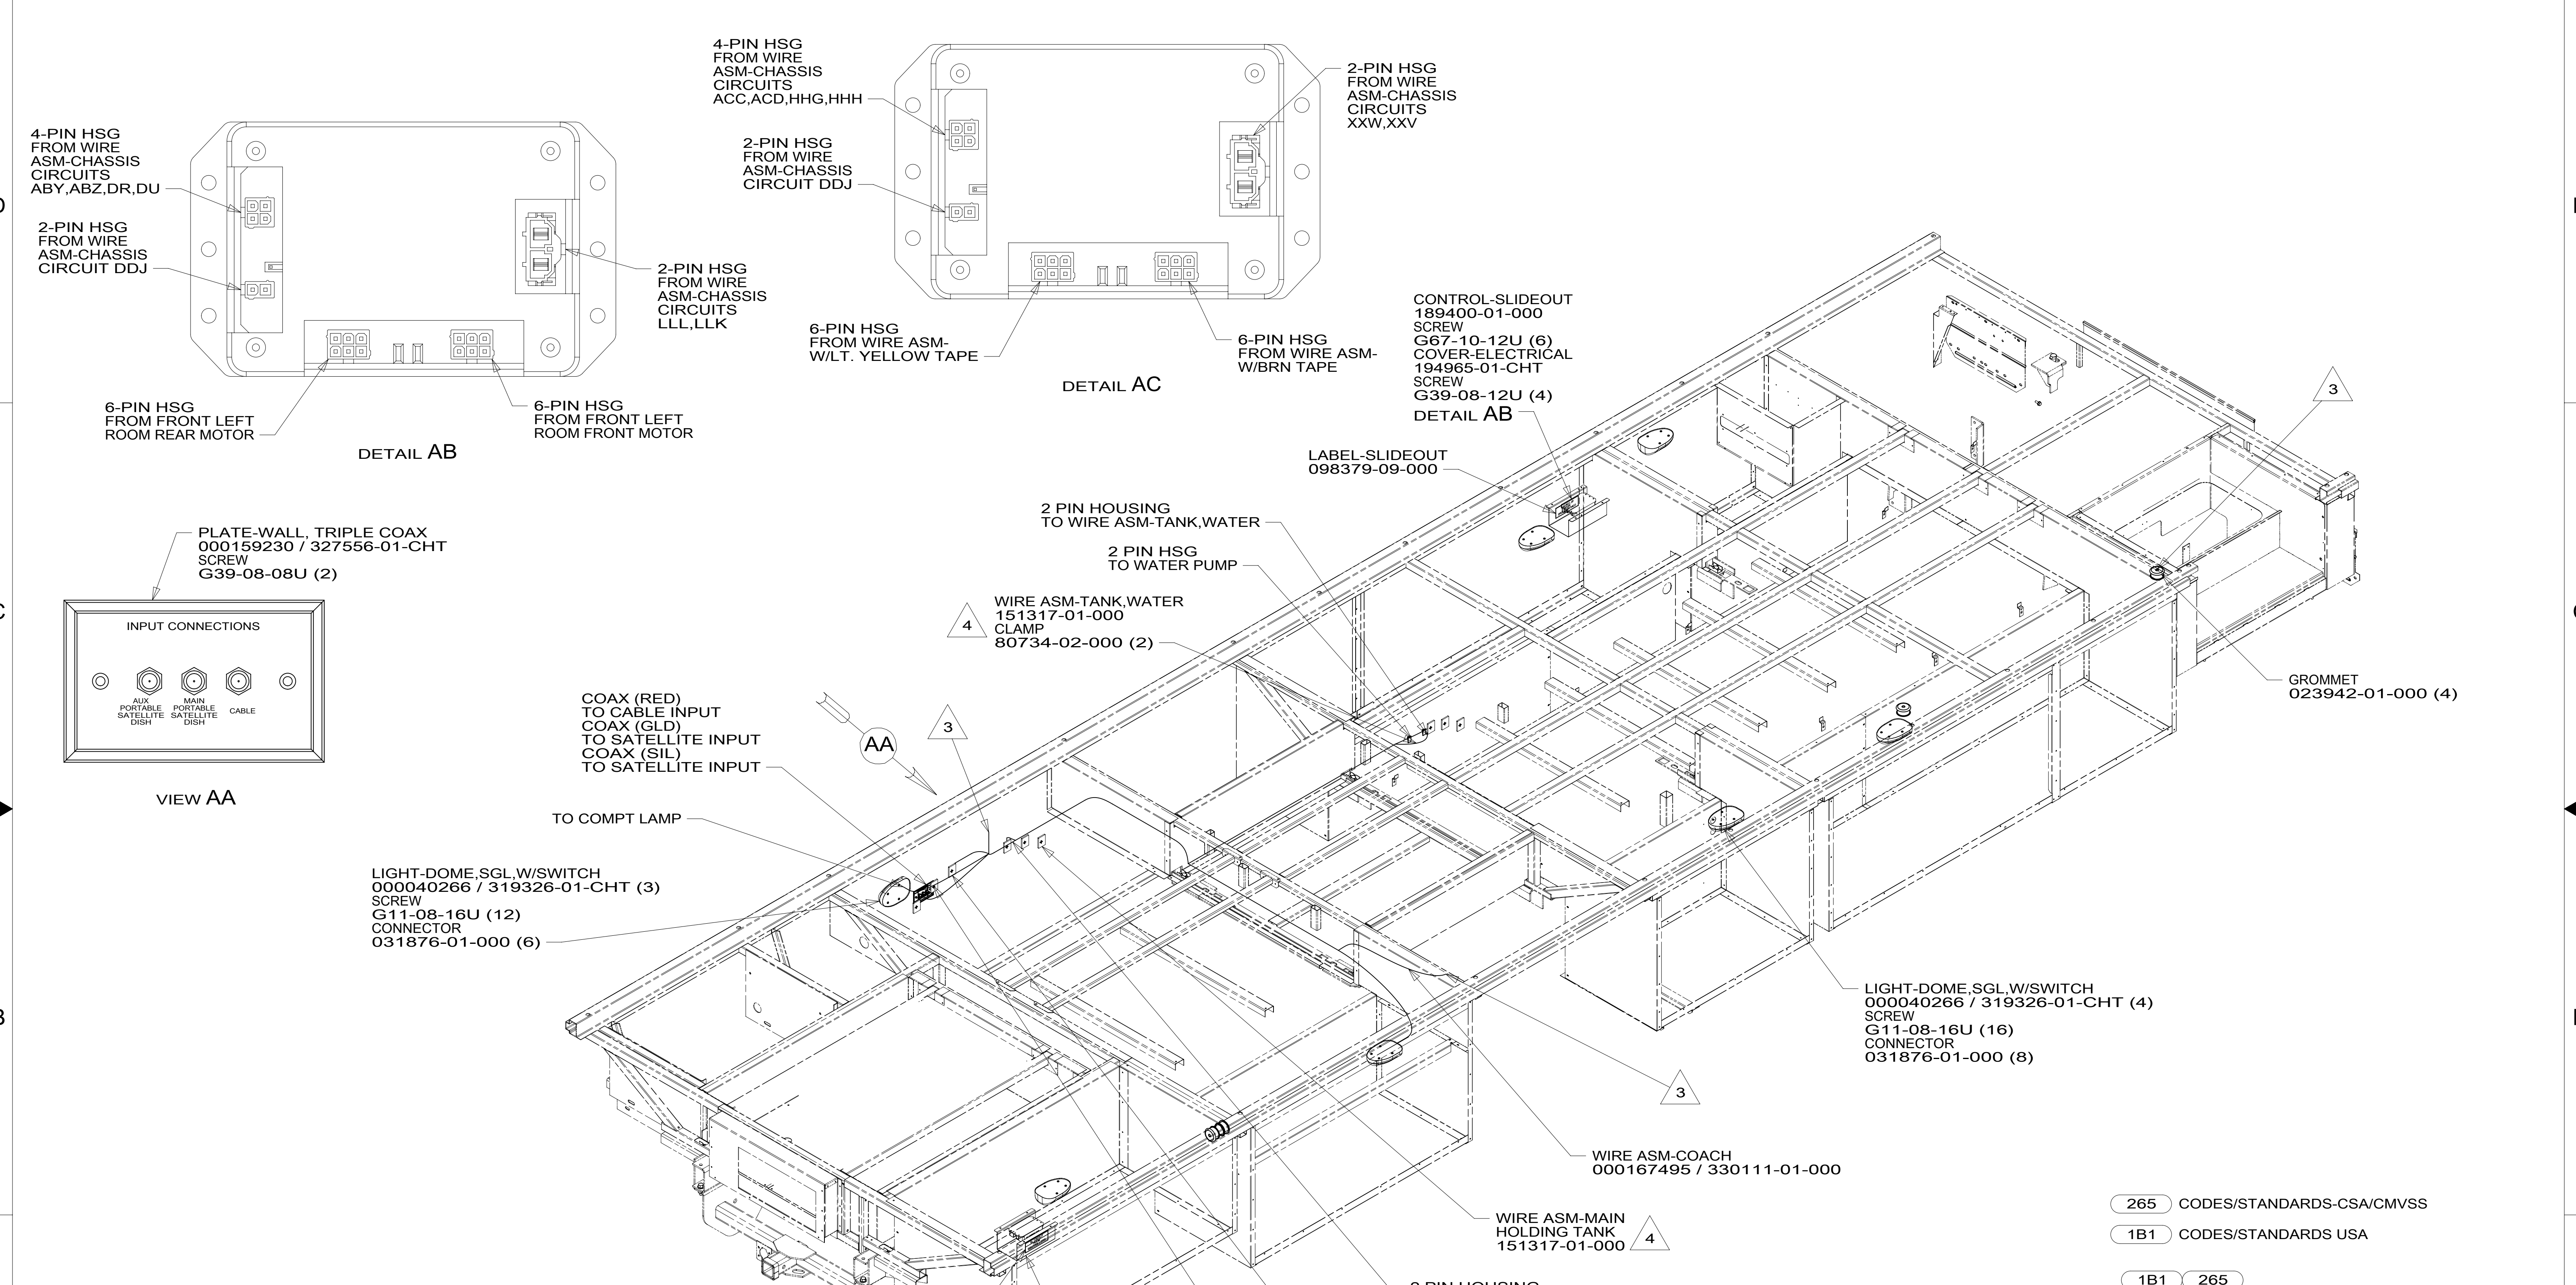 4-PIN HSG
FROM WIRE
ASM-CHASSIS
CIRCUITS
ABY,ABZ,DR,DU
2-PIN HSG
FROM WIRE
ASM-CHASSIS
CIRCUIT DDJ
2-PIN HSG
FROM WIRE
ASM-CHASSIS
CIRCUITS
LLL,LLK
6-PIN HSG
FROM FRONT LEFT
ROOM REAR MOTOR
6-PIN HSG
FROM FRONT LEFT
ROOM FRONT MOTOR
DETAIL AB
4-PIN HSG
FROM WIRE
ASM-CHASSIS
CIRCUITS
ACC,ACD,HHG,HHH
2-PIN HSG
FROM WIRE
ASM-CHASSIS
CIRCUIT DDJ
2-PIN HSG
FROM WIRE
ASM-CHASSIS
CIRCUITS
XXW,XXV
6-PIN HSG
FROM WIRE ASM-
W/LT. YELLOW TAPE
6-PIN HSG
FROM WIRE ASM-
W/BRN TAPE
DETAIL AC
CONTROL-SLIDEOUT
189400-01-000
SCREW
G67-10-12U (6)
COVER-ELECTRICAL
194965-01-CHT
SCREW
G39-08-12U (4)
DETAIL AB
LABEL-SLIDEOUT
098379-09-000
3
2 PIN HOUSING
TO WIRE ASM-TANK,WATER
2 PIN HSG
TO WATER PUMP
4
WIRE ASM-TANK,WATER
151317-01-000
CLAMP
80734-02-000 (2)
PLATE-WALL, TRIPLE COAX
000159230 / 327556-01-CHT
SCREW
G39-08-08U (2)
INPUT CONNECTIONS
AUX
PORTABLE
SATELLITE
DISH
MAIN
PORTABLE
SATELLITE
DISH
CABLE
VIEW AA
GROMMET
023942-01-000 (4)
COAX (RED)
TO CABLE INPUT
COAX (GLD)
TO SATELLITE INPUT
COAX (SIL)
TO SATELLITE INPUT
AA
3
TO COMPT LAMP
LIGHT-DOME,SGL,W/SWITCH
000040266 / 319326-01-CHT (3)
SCREW
G11-08-16U (12)
CONNECTOR
031876-01-000 (6)
LIGHT-DOME,SGL,W/SWITCH
000040266 / 319326-01-CHT (4)
SCREW
G11-08-16U (16)
CONNECTOR
031876-01-000 (8)
3
WIRE ASM-COACH
000167495 / 330111-01-000
WIRE ASM-MAIN
HOLDING TANK
151317-01-000
4
265 CODES/STANDARDS-CSA/CMVSS
1B1 CODES/STANDARDS USA
1B1 265
C